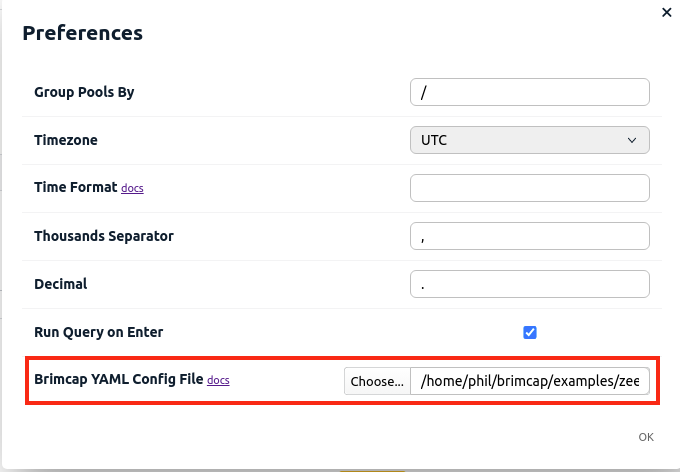 ×
Preferences
Group Pools By /
Timezone UTC
Time Format docs
Thousands Separator ,
Decimal .
Run Query on Enter
Brimcap YAML Config File docs Choose... /home/phil/brimcap/examples/zee
OK